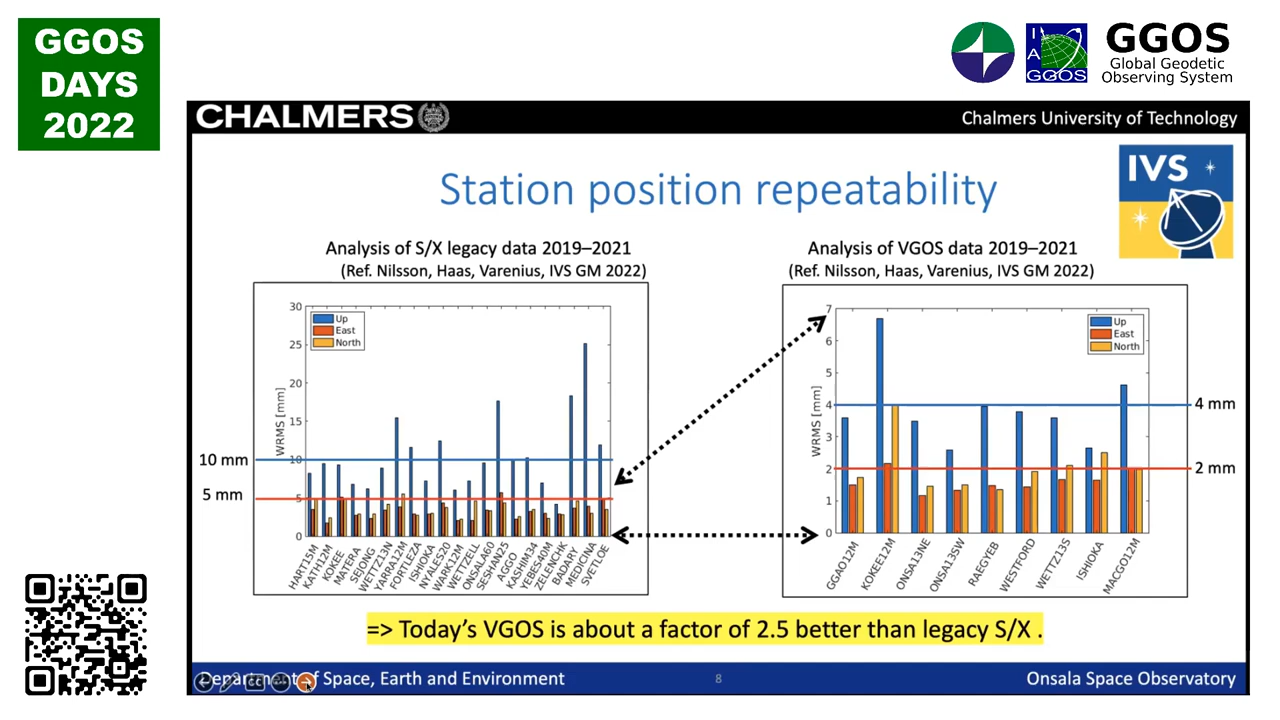 GGOS
DAYS
2022
IAG
GGOS
GGOS
Global Geodetic
Observing System
CHALMERS
Chalmers University of Technology
IVS
Station position repeatability
Analysis of S/X legacy data 2019–2021
(Ref. Nilsson, Haas, Varenius, IVS GM 2022)
30
25
20
15
10
5
0
WRMS [mm]
Up
East
North
10 mm
5 mm
HART15M
KATH12M
KOKEE
MATERA
SEJONG
WETTZ13N
YARRA12M
FORTLEZA
ISHIOKA
NYALES20
WARK12M
WETTZELL
ONSALA60
SESHAN25
AGGO
KASHIM34
YEBES40M
ZELENCHK
BADARY
MEDICINA
SVETLOE
Analysis of VGOS data 2019–2021
(Ref. Nilsson, Haas, Varenius, IVS GM 2022)
7
6
5
4
3
2
1
0
WRMS [mm]
Up
East
North
4 mm
2 mm
GGAO12M
KOKEE12M
ONSA13NE
ONSA13SW
RAEGYEB
WESTFORD
WETTZ13S
ISHIOKA
MACGO12M
=> Today’s VGOS is about a factor of 2.5 better than legacy S/X .
Department of Space, Earth and Environment
CC
8
Onsala Space Observatory